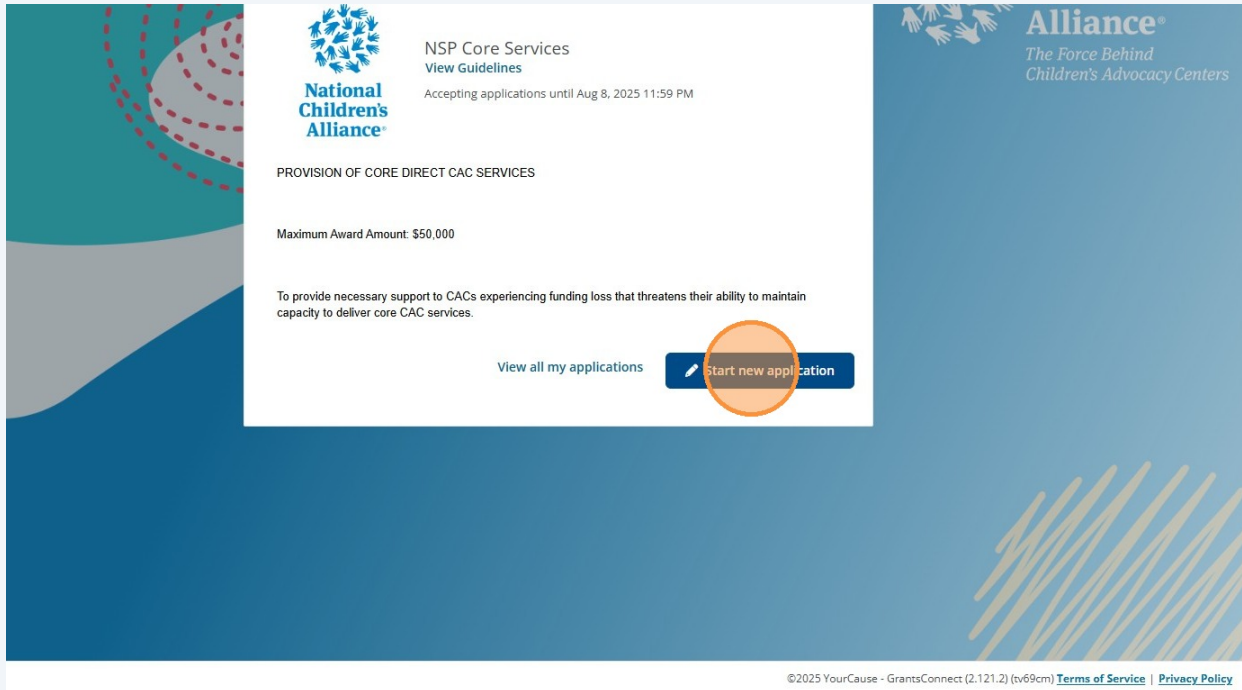 National
Children's
Alliance®
NSP Core Services
View Guidelines
Accepting applications until Aug 8, 2025 11:59 PM
Alliance®
The Force Behind
Children's Advocacy Centers
PROVISION OF CORE DIRECT CAC SERVICES
Maximum Award Amount: $50,000
To provide necessary support to CACs experiencing funding loss that threatens their ability to maintain
capacity to deliver core CAC services.
View all my applications
Start new application
©2025 YourCause - GrantsConnect (2.121.2) (tv69cm) Terms of Service | Privacy Policy